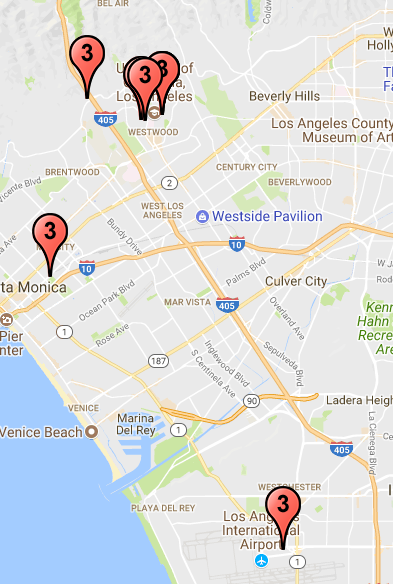 BEL AIR
Coldw
W
Holly
3
3
3
Los Angeles
405
WESTWOOD
Beverly Hills
Th
Fa
Los Angeles County
Museum of Art
BRENTWOOD
CENTURY CITY
2
BEVERLYWOOD
Vicente Blvd
WEST LOS
ANGELES
Westside Pavilion
3
Bundy Drive
10
10
ta Monica
Palms Blvd
Culver City
W J
Ro
Ocean Park Blvd
MAR VISTA
405
Overland Ave
Kenn
Hahn
Recre
Are
Pier
nter
1
Rose Ave
187
Inglewood Blvd
Sepulveda Blvd
S Centinela Ave
Ladera Heigh
90
VENICE
Marina
Del Rey
Venice Beach
1
La Cienega Blvd
405
WESTCHESTER
PLAYA DEL REY
3
Los Ang
International
Airport
1
I